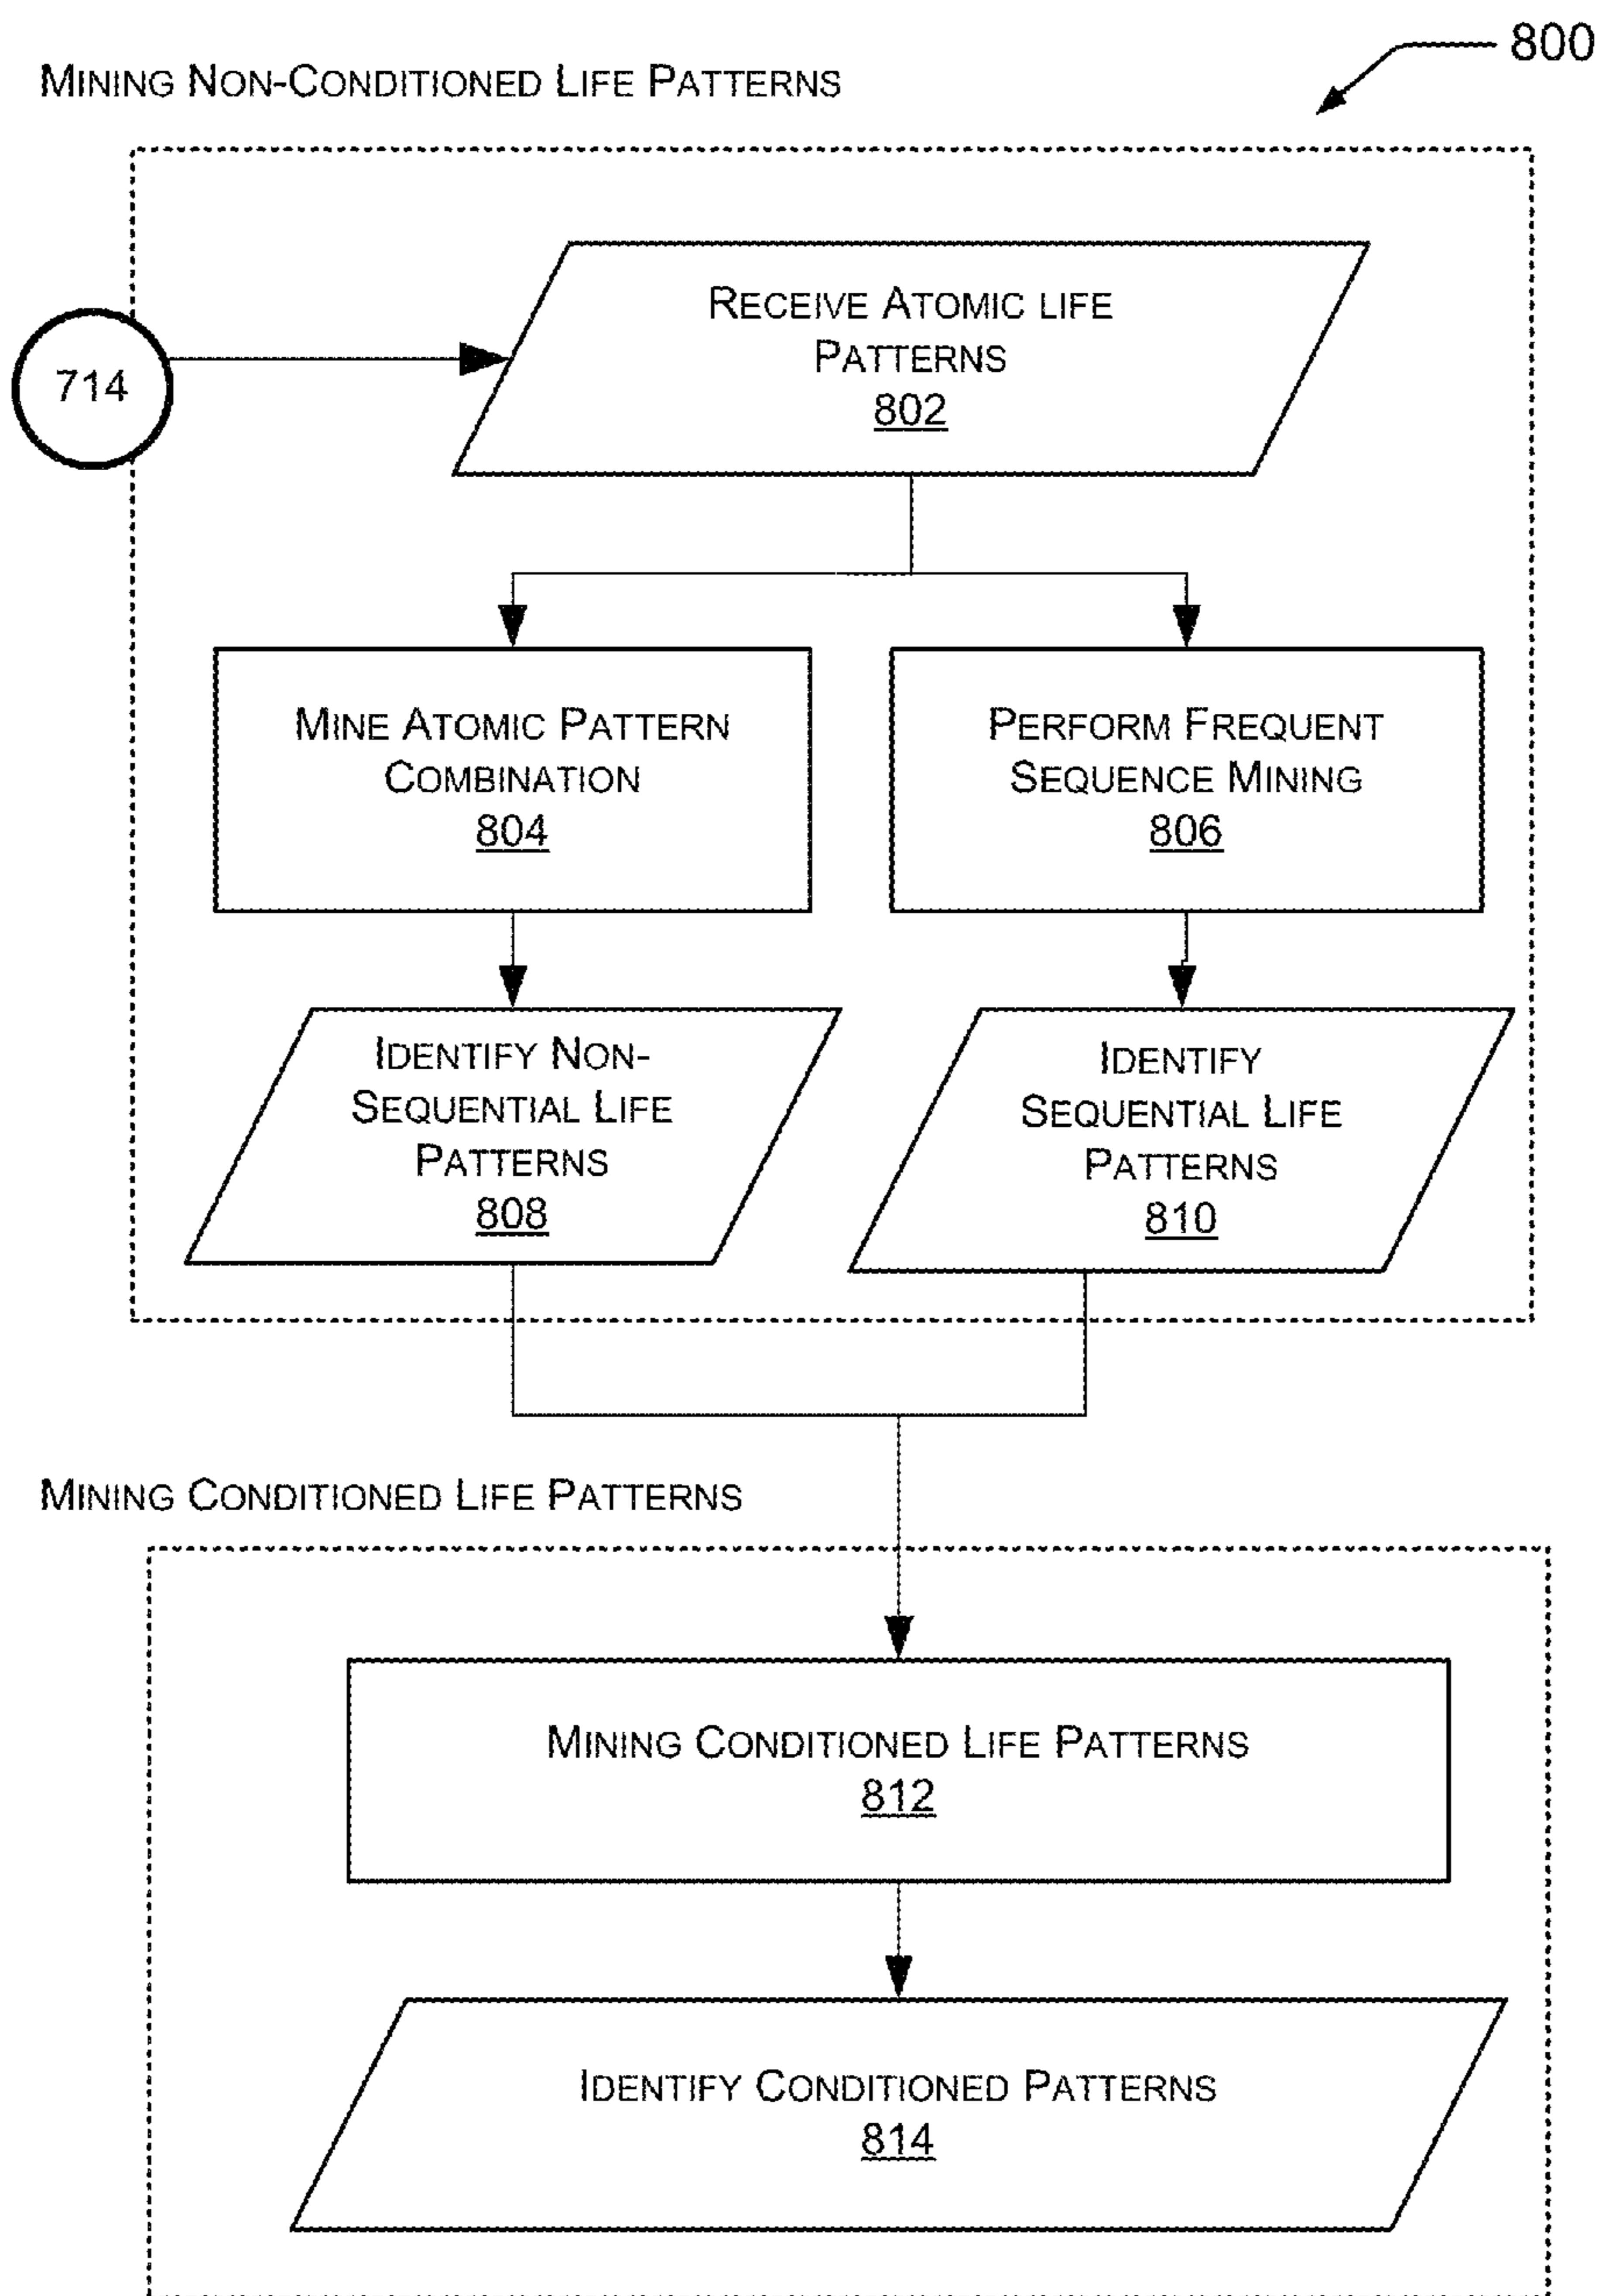 800
MINING NON-CONDITIONED LIFE PATTERNS
RECEIVE ATOMIC LIFE
PATTERNS
802
714
MINE ATOMIC PATTERN
COMBINATION
804
PERFORM FREQUENT
SEQUENCE MINING
806
IDENTIFY NON-
SEQUENTIAL LIFE
PATTERNS
808
IDENTIFY
SEQUENTIAL LIFE
PATTERNS
810
MINING CONDITIONED LIFE PATTERNS
MINING CONDITIONED LIFE PATTERNS
812
IDENTIFY CONDITIONED PATTERNS
814